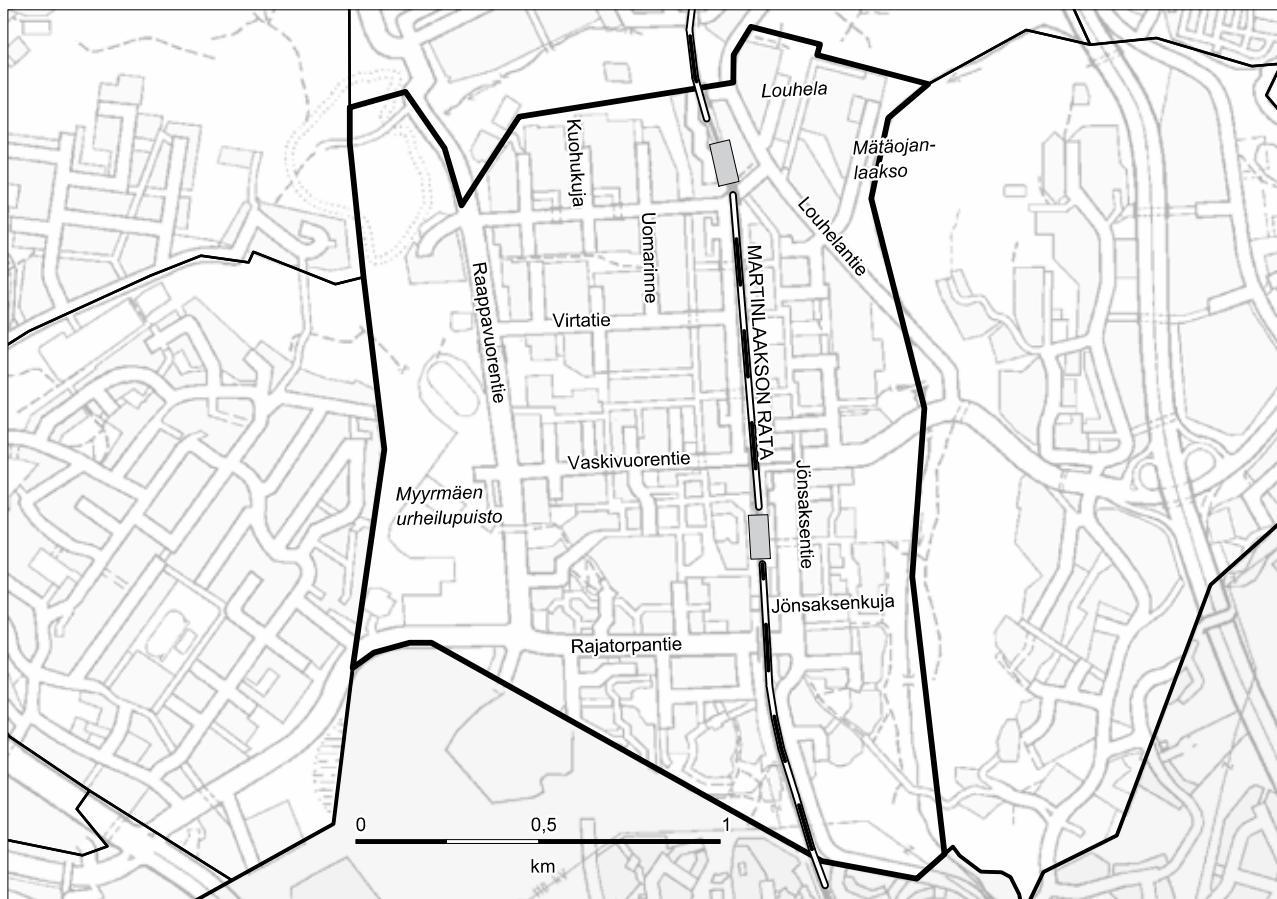 Louhela
Kuohukuja
Mätäojan-
laakso
Uomarinne
Louhelantie
MARTINLAAKSON RATA
Raappavuorentie
Virtatie
Vaskivuorentie
Jönsaksentie
Myyrmäen
urheilupuisto
Jönsaksenkuja
Rajatorpantie
0 0,5 1
km